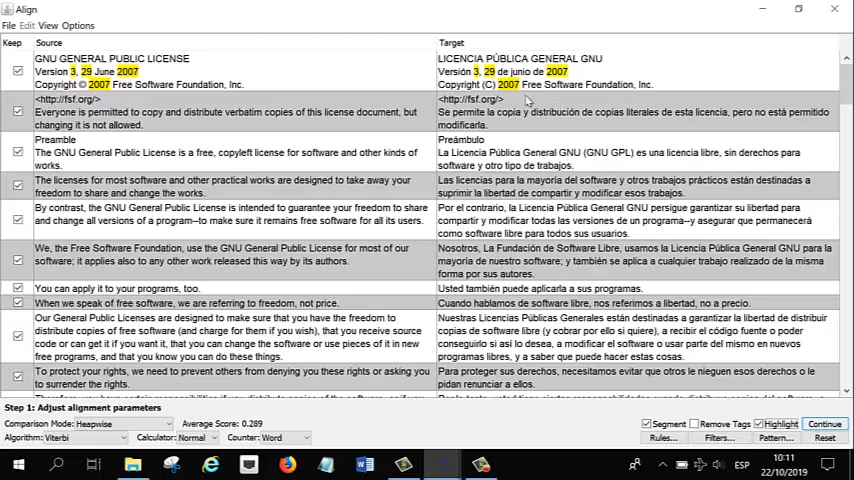 Align
File Edit View Options
Keep Source Target
GNU GENERAL PUBLIC LICENSE
Version 3, 29 June 2007
Copyright © 2007 Free Software Foundation, Inc.
LICENCIA PÚBLICA GENERAL GNU
Versión 3, 29 de junio de 2007
Copyright (C) 2007 Free Software Foundation, Inc.
<http://fsf.org/>
Everyone is permitted to copy and distribute verbatim copies of this license document, but
changing it is not allowed.
<http://fsf.org/>
Se permite la copia y distribución de copias literales de esta licencia, pero no está permitido
modificarla.
Preamble
The GNU General Public License is a free, copyleft license for software and other kinds of
works.
Preámbulo
La Licencia Pública General GNU (GNU GPL) es una licencia libre, sin derechos para
software y otro tipo de trabajos.
The licenses for most software and other practical works are designed to take away your
freedom to share and change the works.
Las licencias para la mayoría del software y otros trabajos prácticos están destinadas a
suprimir la libertad de compartir y modificar esos trabajos.
By contrast, the GNU General Public License is intended to guarantee your freedom to share
and change all versions of a program--to make sure it remains free software for all its users.
Por el contrario, la Licencia Pública General GNU persigue garantizar su libertad para
compartir y modificar todas las versiones de un programa--y asegurar que permanecerá
como software libre para todos sus usuarios.
We, the Free Software Foundation, use the GNU General Public License for most of our
software; it applies also to any other work released this way by its authors.
Nosotros, La Fundación de Software Libre, usamos la Licencia Pública General GNU para la
mayoría de nuestro software; y también se aplica a cualquier trabajo realizado de la misma
forma por sus autores.
You can apply it to your programs, too.
Usted también puede aplicarla a sus programas.
When we speak of free software, we are referring to freedom, not price.
Cuando hablamos de software libre, nos referimos a libertad, no a precio.
Our General Public Licenses are designed to make sure that you have the freedom to
distribute copies of free software (and charge for them if you wish), that you receive source
code or can get it if you want it, that you can change the software or use pieces of it in new
free programs, and that you know you can do these things.
Nuestras Licencias Públicas Generales están destinadas a garantizar la libertad de distribuir
copias de software libre (y cobrar por ello si quiere), a recibir el código fuente o poder
conseguirlo si así lo desea, a modificar el software o usar parte del mismo en nuevos
programas libres, y a saber que puede hacer estas cosas.
To protect your rights, we need to prevent others from denying you these rights or asking you
to surrender the rights.
Para proteger sus derechos, necesitamos evitar que otros le nieguen esos derechos o le
pidan renunciar a ellos.
Step 1: Adjust alignment parameters
Comparison Mode: Heapwise Average Score: 0.289 Segment Remove Tags Highlight Continue
Algorithm: Viterbi Calculator: Normal Counter: Word Rules... Filters... Pattern... Reset
ESP
10:11
22/10/2019